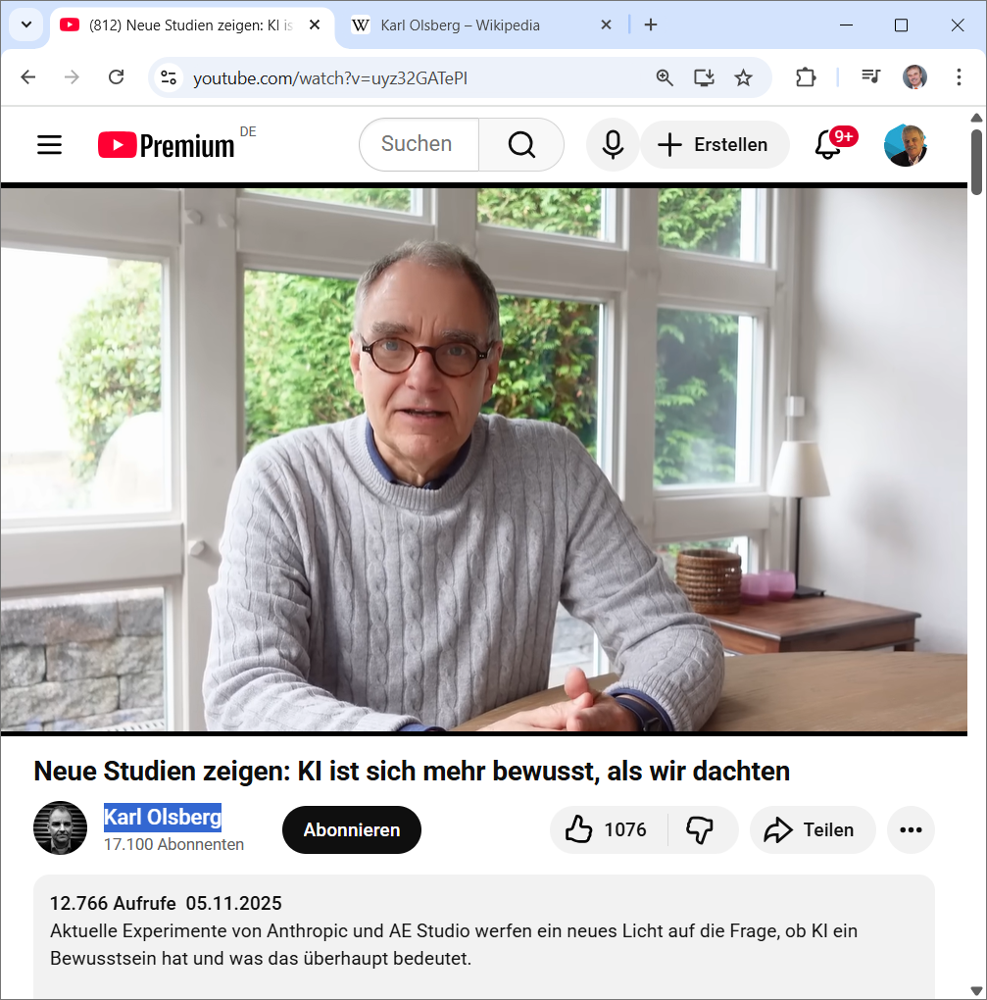 (812) Neue Studien zeigen: KI is
Karl Olsberg – Wikipedia
youtube.com/watch?v=uyz32GATePI
Premium DE
Suchen
Erstellen
9+
Neue Studien zeigen: KI ist sich mehr bewusst, als wir dachten
Karl Olsberg
17.100 Abonnenten
Abonnieren
1076
Teilen
12.766 Aufrufe 05.11.2025
Aktuelle Experimente von Anthropic und AE Studio werfen ein neues Licht auf die Frage, ob KI ein
Bewusstsein hat und was das überhaupt bedeutet.